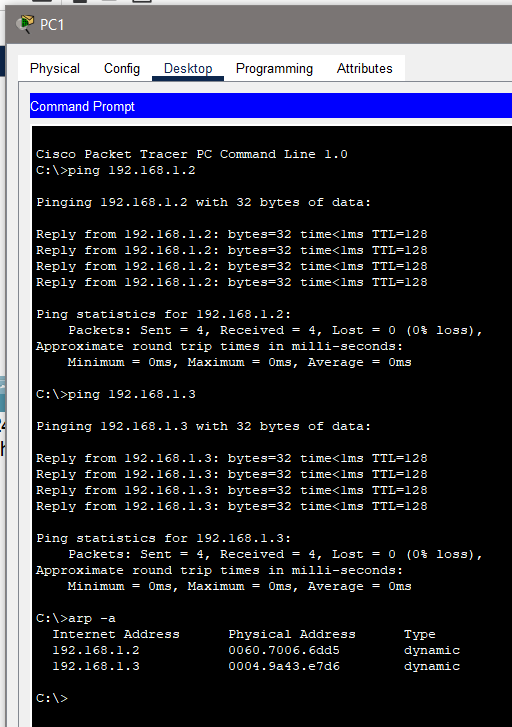 PC1
Physical Config Desktop Programming Attributes
Command Prompt
Cisco Packet Tracer PC Command Line 1.0
C:\>ping 192.168.1.2
Pinging 192.168.1.2 with 32 bytes of data:
Reply from 192.168.1.2: bytes=32 time<1ms TTL=128
Reply from 192.168.1.2: bytes=32 time<1ms TTL=128
Reply from 192.168.1.2: bytes=32 time<1ms TTL=128
Reply from 192.168.1.2: bytes=32 time<1ms TTL=128
Ping statistics for 192.168.1.2:
Packets: Sent = 4, Received = 4, Lost = 0 (0% loss),
Approximate round trip times in milli-seconds:
Minimum = 0ms, Maximum = 0ms, Average = 0ms
C:\>ping 192.168.1.3
Pinging 192.168.1.3 with 32 bytes of data:
Reply from 192.168.1.3: bytes=32 time<1ms TTL=128
Reply from 192.168.1.3: bytes=32 time<1ms TTL=128
Reply from 192.168.1.3: bytes=32 time<1ms TTL=128
Reply from 192.168.1.3: bytes=32 time<1ms TTL=128
Ping statistics for 192.168.1.3:
Packets: Sent = 4, Received = 4, Lost = 0 (0% loss),
Approximate round trip times in milli-seconds:
Minimum = 0ms, Maximum = 0ms, Average = 0ms
C:\>arp -a
Internet Address Physical Address Type
192.168.1.2 0060.7006.6dd5 dynamic
192.168.1.3 0004.9a43.e7d6 dynamic
C:\>